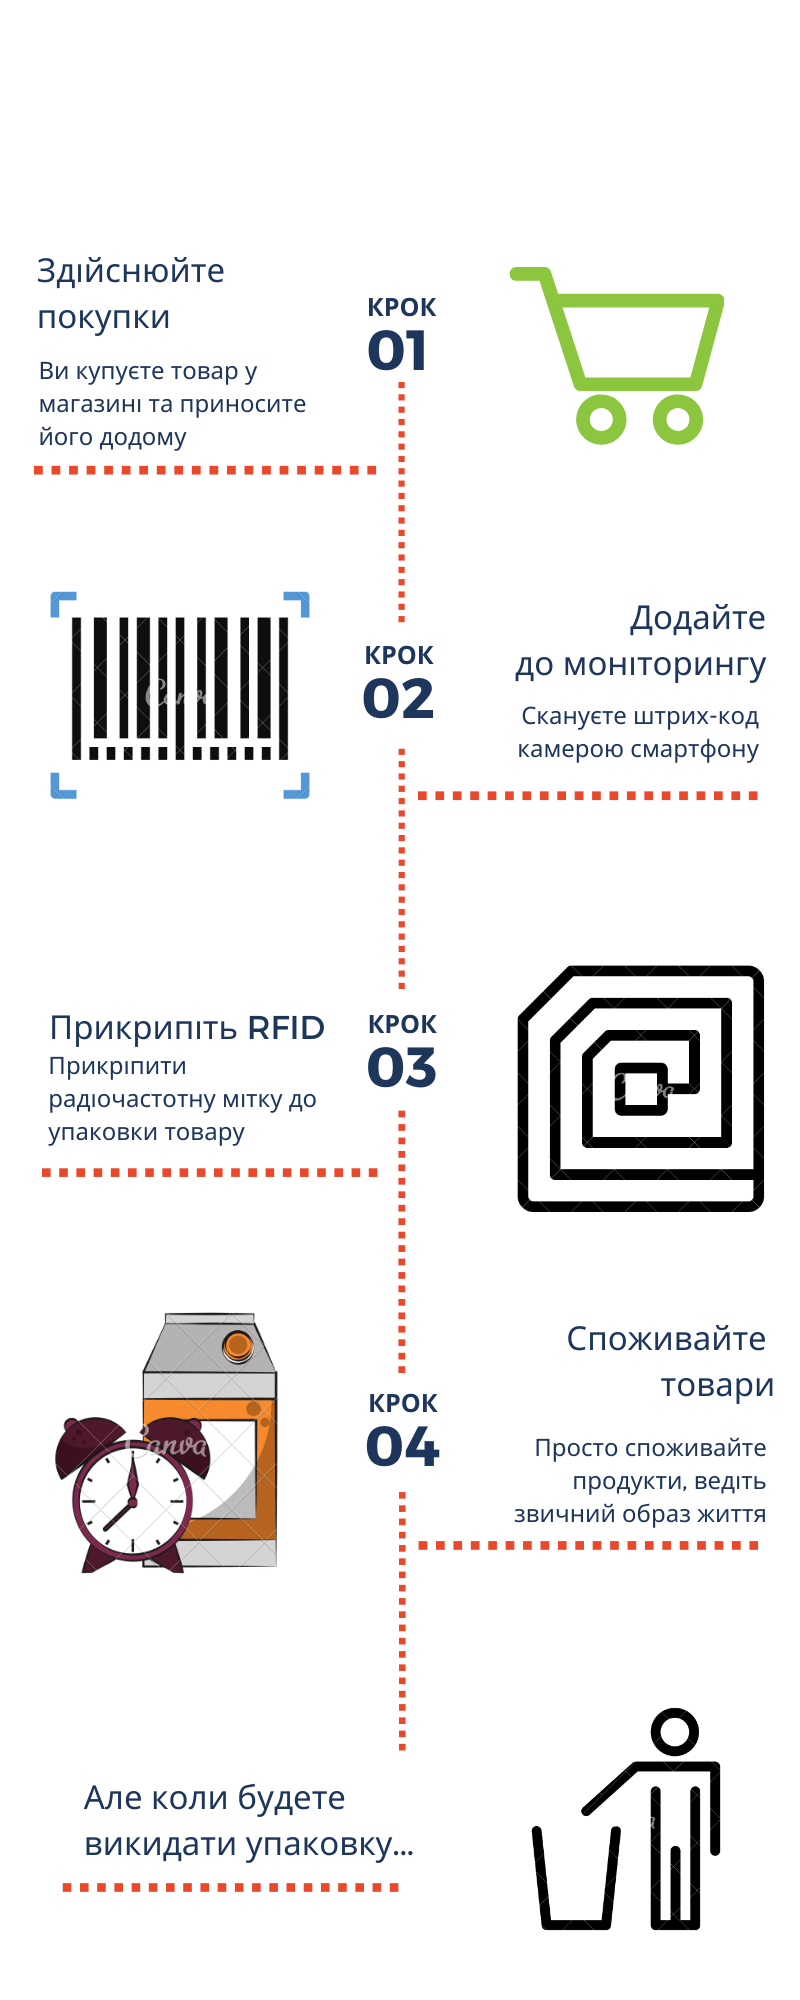 Здійснюйте
покупки
Ви купуєте товар у
магазині та приносите
його додому
КРОК
01
КРОК
02
Додайте
до моніторингу
Скануєте штрих-код
камерою смартфону
Прикрипіть RFID
Прикріпити
радіочастотну мітку до
упаковки товару
КРОК
03
КРОК
04
Споживайте
товари
Просто споживайте
продукти, ведіть
звичний образ життя
Canva
Але коли будете
викидати упаковку...